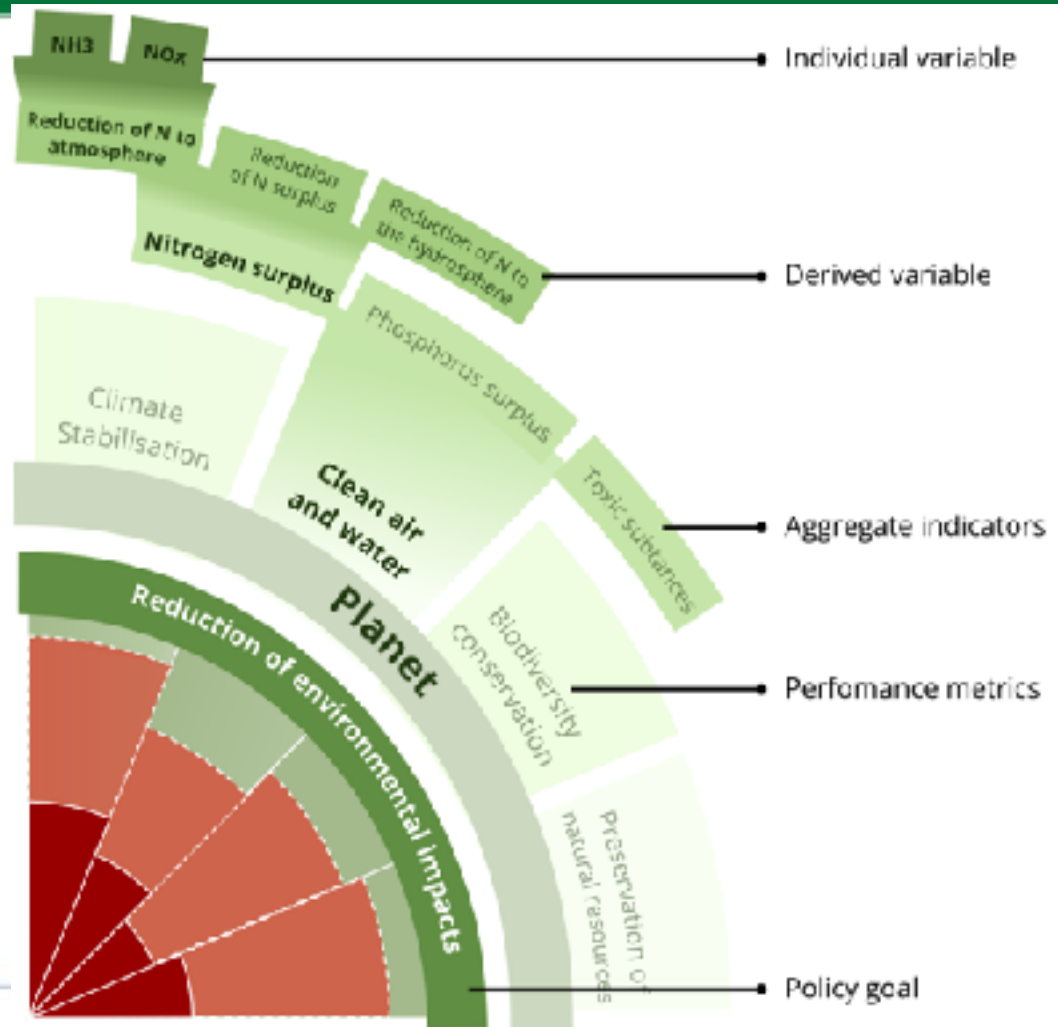 NH3
NOx
Individual variable
Reduction of N to
atmosphere
Reduction
of N surplus
Reduction of N to
the hydrosphere
Derived variable
Nitrogen surplus
Phosphorus surplus
Climate
Stabilisation
Clean air
and water
Toxic subtances
Aggregate indicators
Planet
Biodiversity
conservation
Perfomance metrics
Reduction of environmental impacts
Preservation of
natural resources
Policy goal